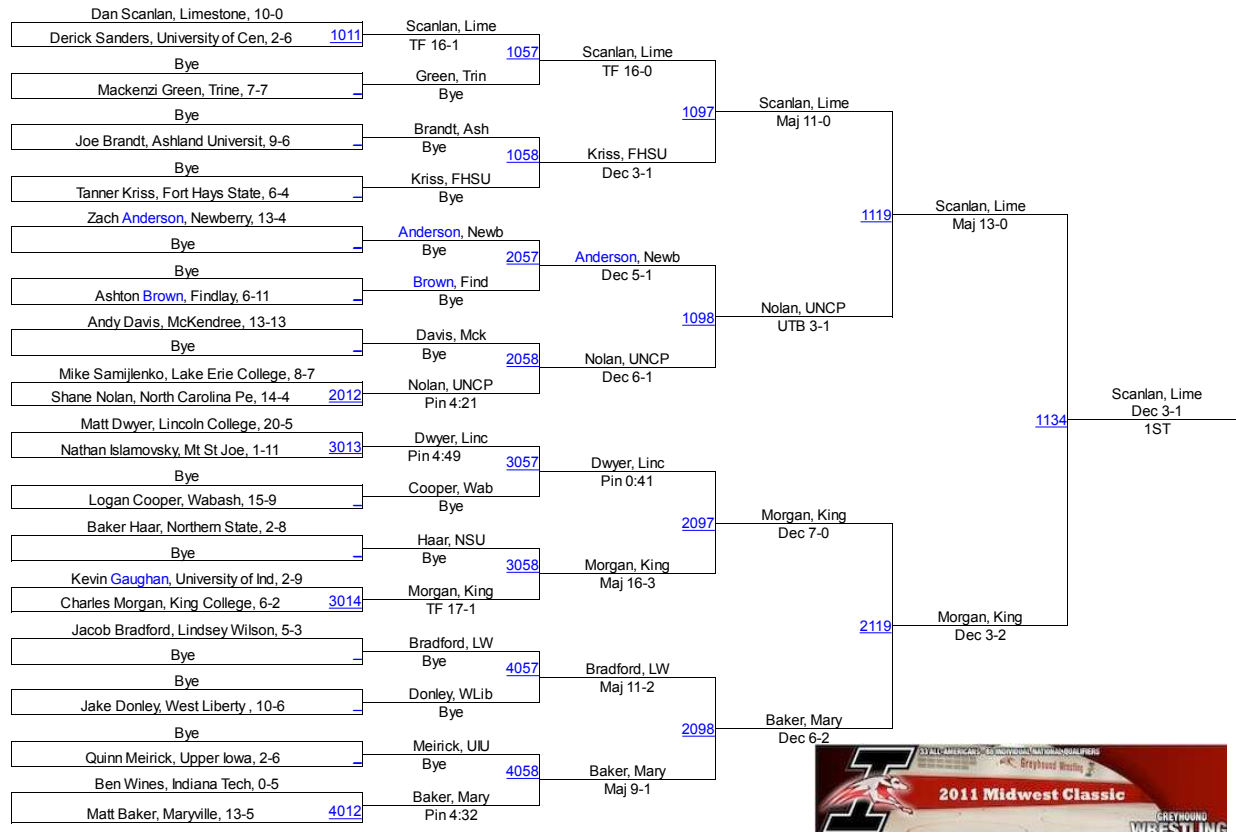 Dan Scanlan, Limestone, 10-0
Derick Sanders, University of Cen, 2-6
1011
Bye
Mackenzi Green, Trine, 7-7
Bye
Joe Brandt, Ashland Universit, 9-6
Bye
Tanner Kriss, Fort Hays State, 6-4
Zach Anderson, Newberry, 13-4
Bye
Bye
Ashton Brown, Findlay, 6-11
Andy Davis, McKendree, 13-13
Bye
Mike Samijlenko, Lake Erie College, 8-7
Shane Nolan, North Carolina Pe, 14-4
2012
Matt Dwyer, Lincoln College, 20-5
Nathan Islamovsky, Mt St Joe, 1-11
3013
Bye
Logan Cooper, Wabash, 15-9
Baker Haar, Northern State, 2-8
Bye
Kevin Gaughan, University of Ind, 2-9
Charles Morgan, King College, 6-2
3014
Jacob Bradford, Lindsey Wilson, 5-3
Bye
Bye
Jake Donley, West Liberty , 10-6
Bye
Quinn Meirick, Upper Iowa, 2-6
Ben Wines, Indiana Tech, 0-5
Matt Baker, Maryville, 13-5
4012
Scanlan, Lime
TF 16-1
1057
Green, Trin
Bye
Brandt, Ash
Bye
1058
Kriss, FHSU
Bye
Anderson, Newb
Bye
2057
Brown, Find
Bye
Davis, Mck
Bye
2058
Nolan, UNCP
Pin 4:21
Dwyer, Linc
Pin 4:49
3057
Cooper, Wab
Bye
Haar, NSU
Bye
3058
Morgan, King
TF 17-1
Bradford, LW
Bye
4057
Donley, WLib
Bye
Meirick, UIU
Bye
4058
Baker, Mary
Pin 4:32
Scanlan, Lime
TF 16-0
1097
Kriss, FHSU
Dec 3-1
Anderson, Newb
Dec 5-1
1098
Nolan, UNCP
Dec 6-1
Dwyer, Linc
Pin 0:41
2097
Morgan, King
Maj 16-3
Bradford, LW
Maj 11-2
2098
Baker, Mary
Maj 9-1
Scanlan, Lime
Maj 11-0
1119
Nolan, UNCP
UTB 3-1
Morgan, King
Dec 7-0
2119
Baker, Mary
Dec 6-2
Scanlan, Lime
Maj 13-0
1134
Morgan, King
Dec 3-2
Scanlan, Lime
Dec 3-1
1ST
33 ALL-AMERICANS
INDIVIDUAL NATIONAL QUALIFIERS
Greyhound Wrestling
2011 Midwest Classic
GREYHOUND
WRESTLING